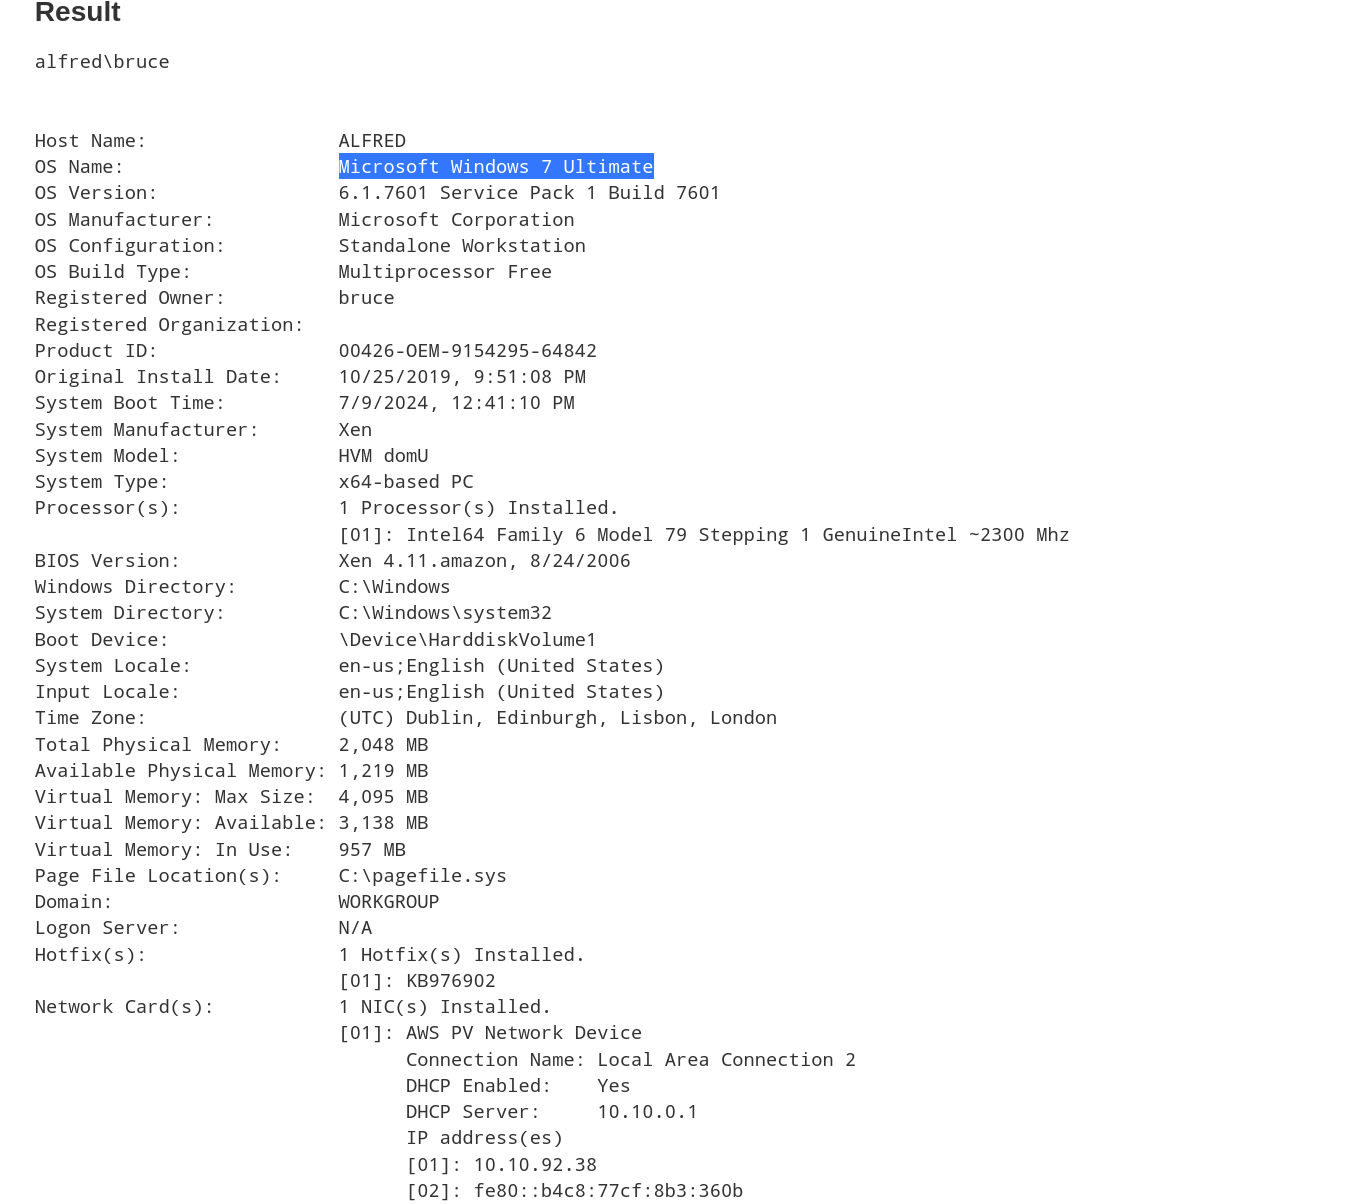 Result
alfred\bruce
Host Name:                 ALFRED
OS Name:                   Microsoft Windows 7 Ultimate
OS Version:                6.1.7601 Service Pack 1 Build 7601
OS Manufacturer:           Microsoft Corporation
OS Configuration:          Standalone Workstation
OS Build Type:             Multiprocessor Free
Registered Owner:          bruce
Registered Organization:
Product ID:                00426-OEM-9154295-64842
Original Install Date:     10/25/2019, 9:51:08 PM
System Boot Time:          7/9/2024, 12:41:10 PM
System Manufacturer:       Xen
System Model:              HVM domU
System Type:               x64-based PC
Processor(s):              1 Processor(s) Installed.
                           [01]: Intel64 Family 6 Model 79 Stepping 1 GenuineIntel ~2300 Mhz
BIOS Version:              Xen 4.11.amazon, 8/24/2006
Windows Directory:         C:\Windows
System Directory:          C:\Windows\system32
Boot Device:               \Device\HarddiskVolume1
System Locale:             en-us;English (United States)
Input Locale:              en-us;English (United States)
Time Zone:                 (UTC) Dublin, Edinburgh, Lisbon, London
Total Physical Memory:     2,048 MB
Available Physical Memory: 1,219 MB
Virtual Memory: Max Size:  4,095 MB
Virtual Memory: Available: 3,138 MB
Virtual Memory: In Use:    957 MB
Page File Location(s):     C:\pagefile.sys
Domain:                    WORKGROUP
Logon Server:              N/A
Hotfix(s):                 1 Hotfix(s) Installed.
                           [01]: KB976902
Network Card(s):           1 NIC(s) Installed.
                           [01]: AWS PV Network Device
                                 Connection Name: Local Area Connection 2
                                 DHCP Enabled:    Yes
                                 DHCP Server:     10.10.0.1
                                 IP address(es)
                                 [01]: 10.10.92.38
                                 [02]: fe80::b4c8:77cf:8b3:360b